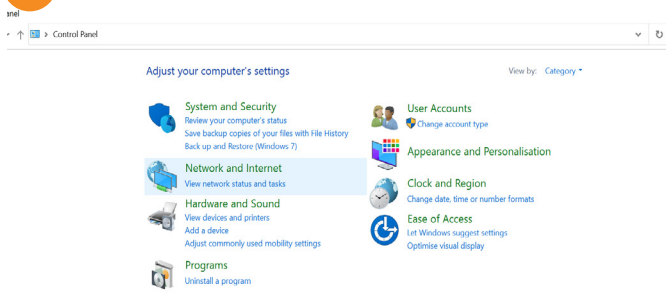 anel
Control Panel
Adjust your computer's settings
View by: Category
System and Security
Review your computer's status
Save backup copies of your files with File History
Back up and Restore (Windows 7)
Network and Internet
View network status and tasks
Hardware and Sound
View devices and printers
Add a device
Adjust commonly used mobility settings
Programs
Uninstall a program
User Accounts
Change account type
Appearance and Personalisation
Clock and Region
Change date, time or number formats
Ease of Access
Let Windows suggest settings
Optimise visual display